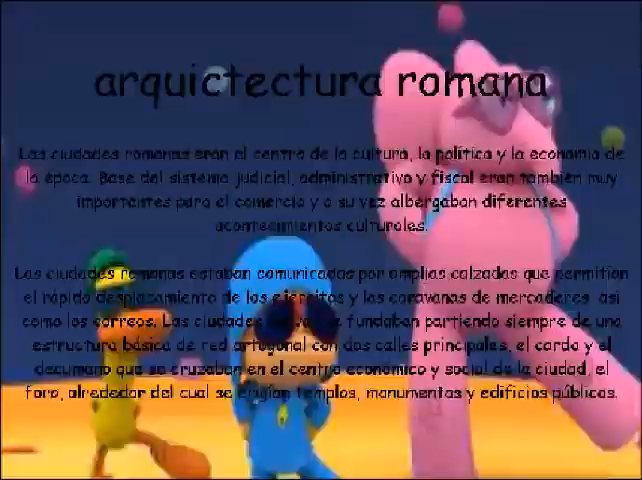 arquictectura romana
Las ciudades romanas eran el centro de la cultura, la política y la economía de
la época. Base del sistema judicial, administrativo y fiscal eran también muy
importantes para el comercio y a su vez albergaban diferentes
acontecimientos culturales.
Las ciudades romanas estaban comunicadas por amplias calzadas que permitían
el rápido desplazamiento de los ejércitos y las caravanas de mercaderes, así
como los correos. Las ciudades se fundaban partiendo siempre de una
estructura básica de red ortogonal con dos calles principales, el cardo y el
decumano que se cruzaban en el centro económico y social de la ciudad, el
foro, alrededor del cual se erigían templos, monumentos y edificios públicos.